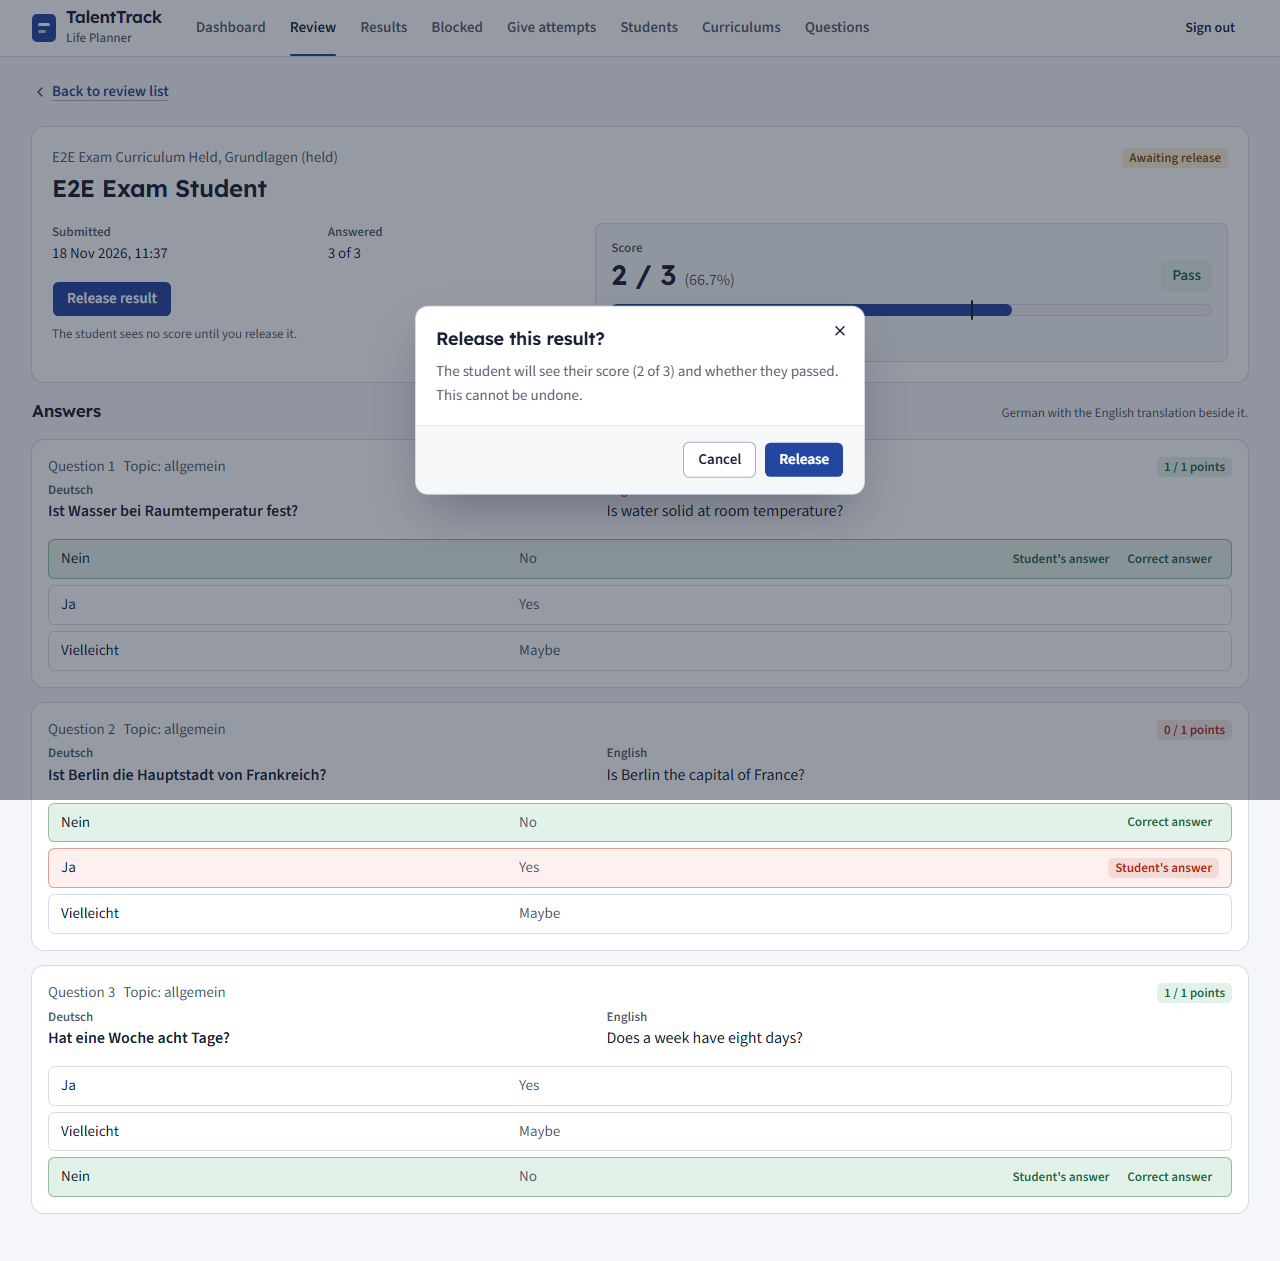 TalentTrack
Life Planner
Dashboard
Review
Results
Blocked
Give attempts
Students
Curriculums
Questions
Sign out
Back to review list
E2E Exam Curriculum Held, Grundlagen (held)
Awaiting release
E2E Exam Student
Submitted
Answered
18 Nov 2026, 11:37
3 of 3
Score
2 / 3 (66.7%)
Pass
Release result
The student sees no score until you release it.
Release this result?
The student will see their score (2 of 3) and whether they passed.
This cannot be undone.
Cancel
Release
Answers
German with the English translation beside it.
Question 1 Topic: allgemein
1 / 1 points
Deutsch
Ist Wasser bei Raumtemperatur fest?
Is water solid at room temperature?
Nein
No
Student's answer
Correct answer
Ja
Yes
Vielleicht
Maybe
Question 2 Topic: allgemein
0 / 1 points
Deutsch
English
Ist Berlin die Hauptstadt von Frankreich?
Is Berlin the capital of France?
Nein
No
Correct answer
Ja
Yes
Student's answer
Vielleicht
Maybe
Question 3 Topic: allgemein
1 / 1 points
Deutsch
English
Hat eine Woche acht Tage?
Does a week have eight days?
Ja
Yes
Vielleicht
Maybe
Nein
No
Student's answer
Correct answer